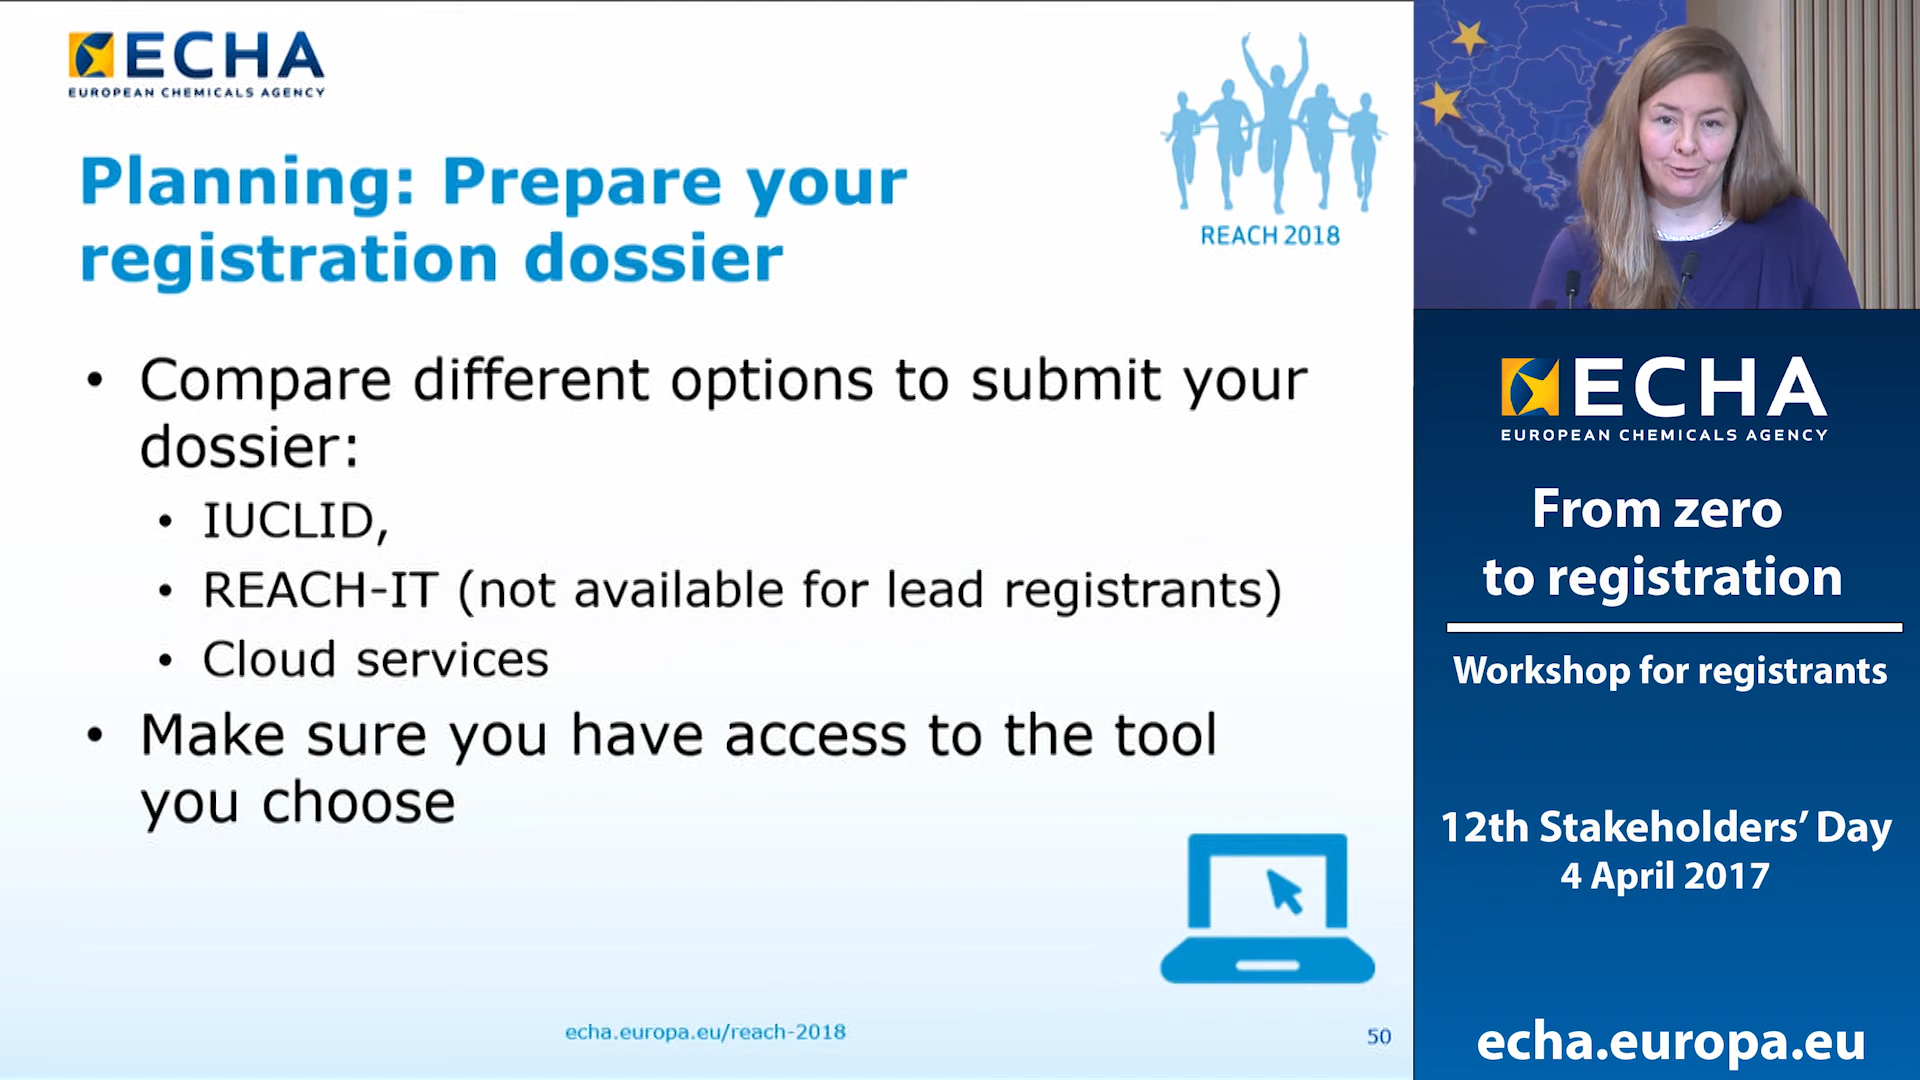 ECHA
EUROPEAN CHEMICALS AGENCY
REACH 2018
Planning: Prepare your
registration dossier
• Compare different options to submit your
dossier:
• IUCLID,
• REACH-IT (not available for lead registrants)
• Cloud services
• Make sure you have access to the tool
you choose
echa.europa.eu/reach-2018
50
ECHA
EUROPEAN CHEMICALS AGENCY
From zero
to registration
Workshop for registrants
12th Stakeholders’ Day
4 April 2017
echa.europa.eu